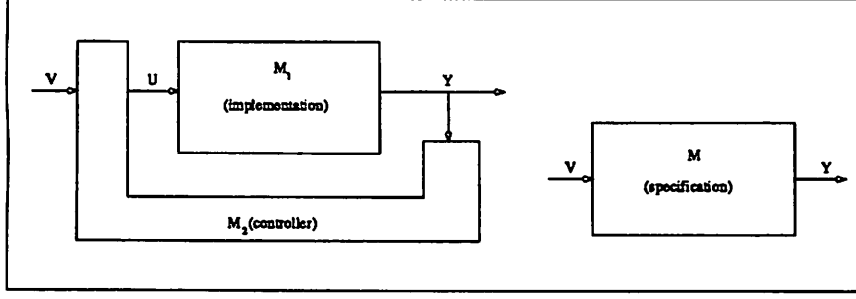 V
U
M1
(implementation)
Y
M2 (controller)
V
M
(specification)
Y